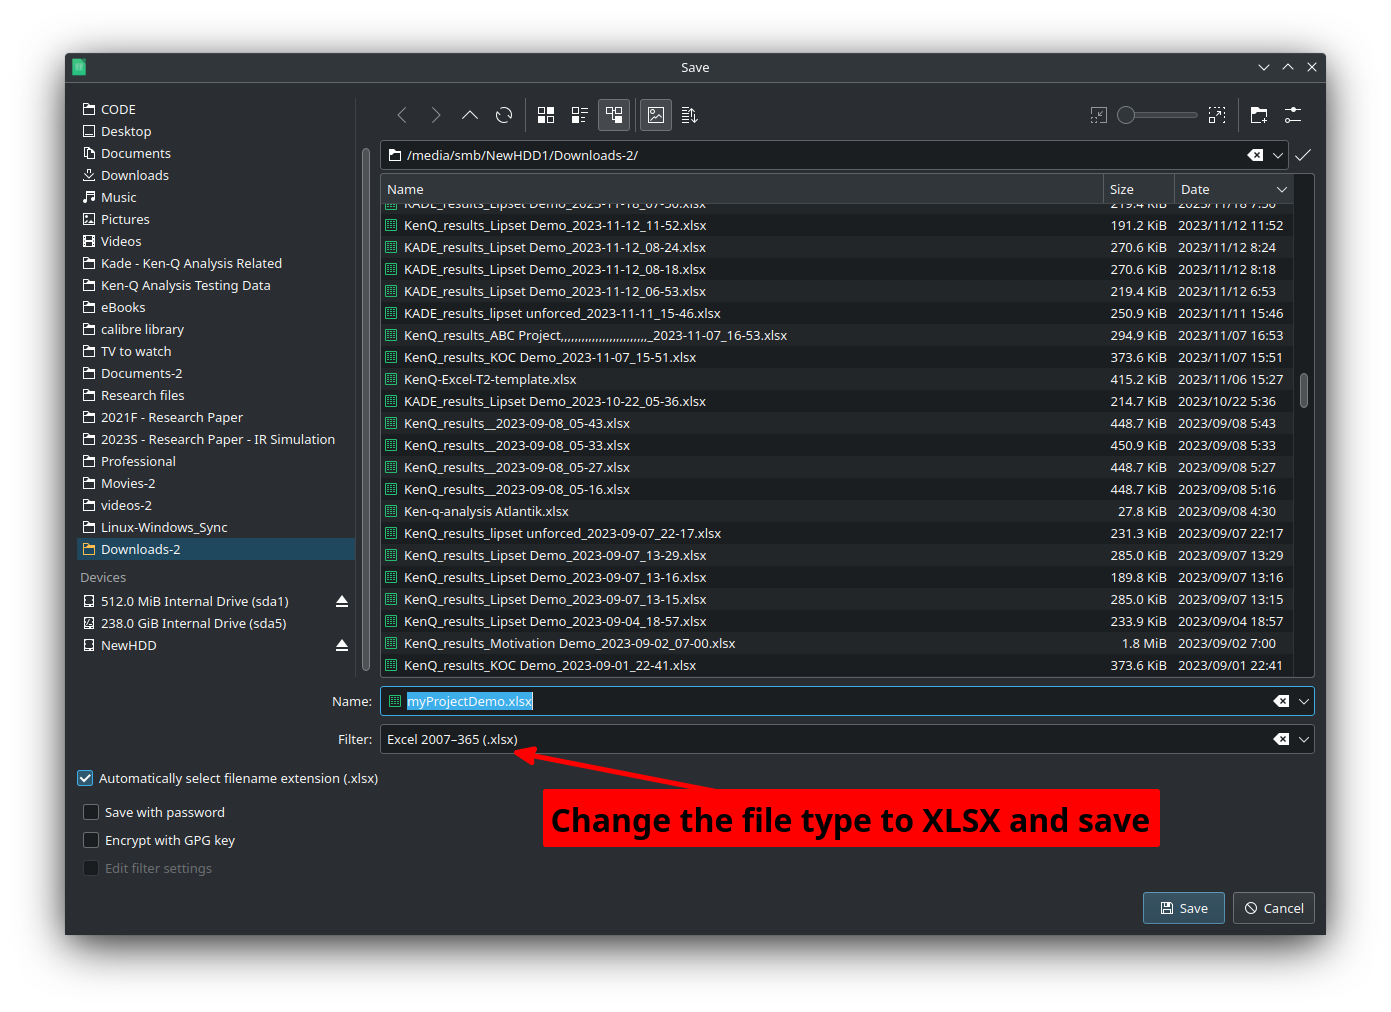 Save
CODE
Desktop
Documents
Downloads
Music
Pictures
Videos
Kade - Ken-Q Analysis Related
Ken-Q Analysis Testing Data
eBooks
calibre library
TV to watch
Documents-2
Research files
2021F - Research Paper
2023S - Research Paper - IR Simulation
Professional
Movies-2
videos-2
Linux-Windows_Sync
Downloads-2
Devices
512.0 MiB Internal Drive (sda1)
238.0 GiB Internal Drive (sda5)
NewHDD
/media/smb/NewHDD1/Downloads-2/
Name Size Date
KenQ_results_Lipset Demo_2023-11-12_11-52.xlsx 191.2 KiB 2023/11/12 11:52
KADE_results_Lipset Demo_2023-11-12_08-24.xlsx 270.6 KiB 2023/11/12 8:24
KADE_results_Lipset Demo_2023-11-12_08-18.xlsx 270.6 KiB 2023/11/12 8:18
KADE_results_Lipset Demo_2023-11-12_06-53.xlsx 219.4 KiB 2023/11/12 6:53
KADE_results_lipset unforced_2023-11-11_15-46.xlsx 250.9 KiB 2023/11/11 15:46
KenQ_results_ABC Project,,,,,,,,,,,,,,,,,,,,,,,,,_2023-11-07_16-53.xlsx 294.9 KiB 2023/11/07 16:53
KenQ_results_KOC Demo_2023-11-07_15-51.xlsx 373.6 KiB 2023/11/07 15:51
KenQ-Excel-T2-template.xlsx 415.2 KiB 2023/11/06 15:27
KADE_results_Lipset Demo_2023-10-22_05-36.xlsx 214.7 KiB 2023/10/22 5:36
KenQ_results__2023-09-08_05-43.xlsx 448.7 KiB 2023/09/08 5:43
KenQ_results__2023-09-08_05-33.xlsx 450.9 KiB 2023/09/08 5:33
KenQ_results__2023-09-08_05-27.xlsx 448.7 KiB 2023/09/08 5:27
KenQ_results__2023-09-08_05-16.xlsx 448.7 KiB 2023/09/08 5:16
Ken-q-analysis Atlantik.xlsx 27.8 KiB 2023/09/08 4:30
KenQ_results_lipset unforced_2023-09-07_22-17.xlsx 231.3 KiB 2023/09/07 22:17
KenQ_results_Lipset Demo_2023-09-07_13-29.xlsx 285.0 KiB 2023/09/07 13:29
KenQ_results_Lipset Demo_2023-09-07_13-16.xlsx 189.8 KiB 2023/09/07 13:16
KenQ_results_Lipset Demo_2023-09-07_13-15.xlsx 285.0 KiB 2023/09/07 13:15
KenQ_results_Lipset Demo_2023-09-04_18-57.xlsx 233.9 KiB 2023/09/04 18:57
KenQ_results_Motivation Demo_2023-09-02_07-00.xlsx 1.8 MiB 2023/09/02 7:00
KenQ_results_KOC Demo_2023-09-01_22-41.xlsx 373.6 KiB 2023/09/01 22:41
Name: myProjectDemo.xlsx
Filter: Excel 2007–365 (.xlsx)
Automatically select filename extension (.xlsx)
Save with password
Encrypt with GPG key
Edit filter settings
Change the file type to XLSX and save
Save Cancel